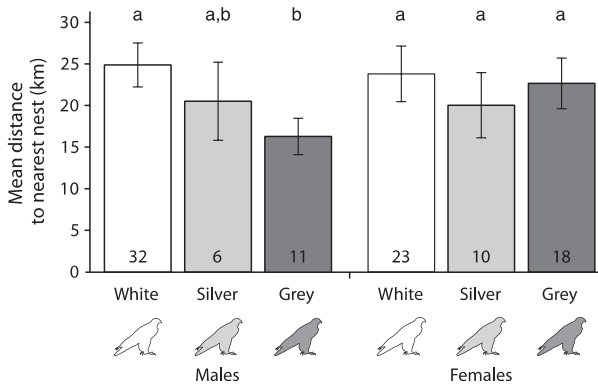 a a,b b a a a
Mean distance
to nearest nest (km)
30
25
20
15
10
5
0
32 6 11 23 10 18
White Silver Grey White Silver Grey
Males Females